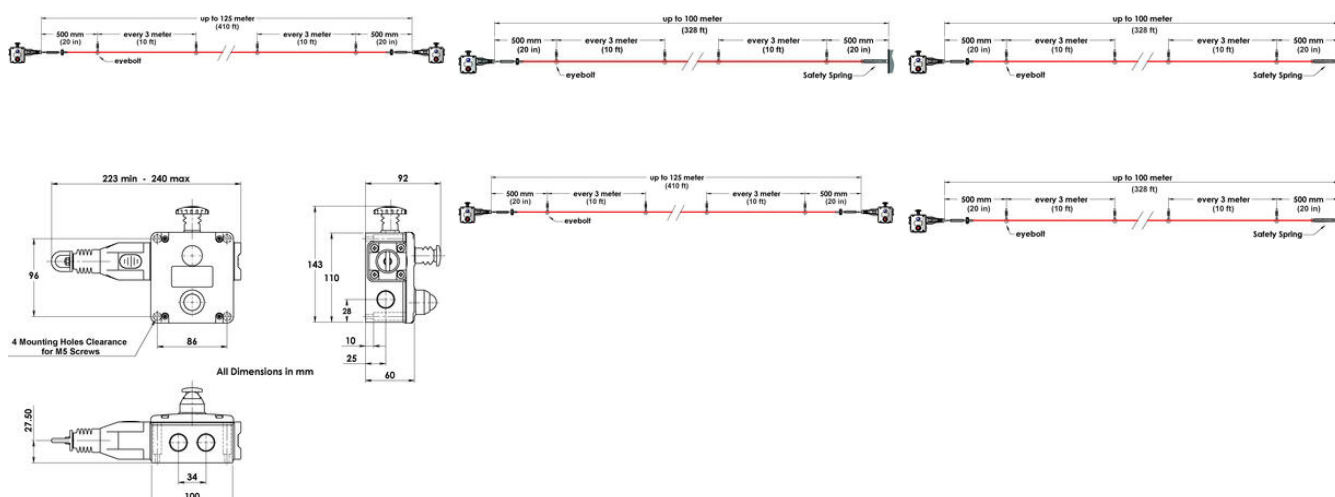 up to 125 meter
(410 ft)
500 mm
(20 in)
every 3 meter
(10 ft)
every 3 meter
(10 ft)
500 mm
(20 in)
eyebolt
up to 100 meter
(328 ft)
500 mm
(20 in)
every 3 meter
(10 ft)
every 3 meter
(10 ft)
500 mm
(20 in)
eyebolt
Safety Spring
up to 100 meter
(328 ft)
500 mm
(20 in)
every 3 meter
(10 ft)
every 3 meter
(10 ft)
500 mm
(20 in)
eyebolt
Safety Spring
223 min - 240 max
96
86
4 Mounting Holes Clearance
for M5 Screws
92
143
110
28
10
25
60
All Dimensions in mm
up to 125 meter
(410 ft)
500 mm
(20 in)
every 3 meter
(10 ft)
every 3 meter
(10 ft)
500 mm
(20 in)
eyebolt
up to 100 meter
(328 ft)
500 mm
(20 in)
every 3 meter
(10 ft)
every 3 meter
(10 ft)
500 mm
(20 in)
eyebolt
Safety Spring
27.50
34
100